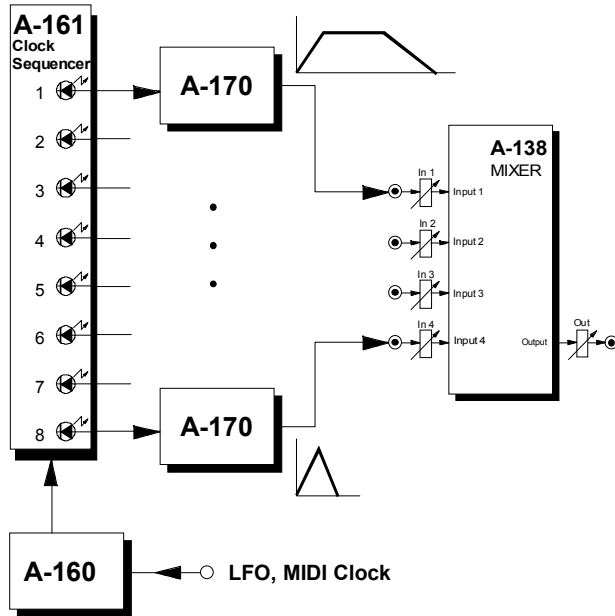 A-161
Clock
Sequencer
1
2
3
4
5
6
7
8
A-170
A-170
A-138
MIXER
In 1
Input 1
In 2
Input 2
In 3
Input 3
In 4
Input 4
Output
Out
A-160
LFO, MIDI Clock